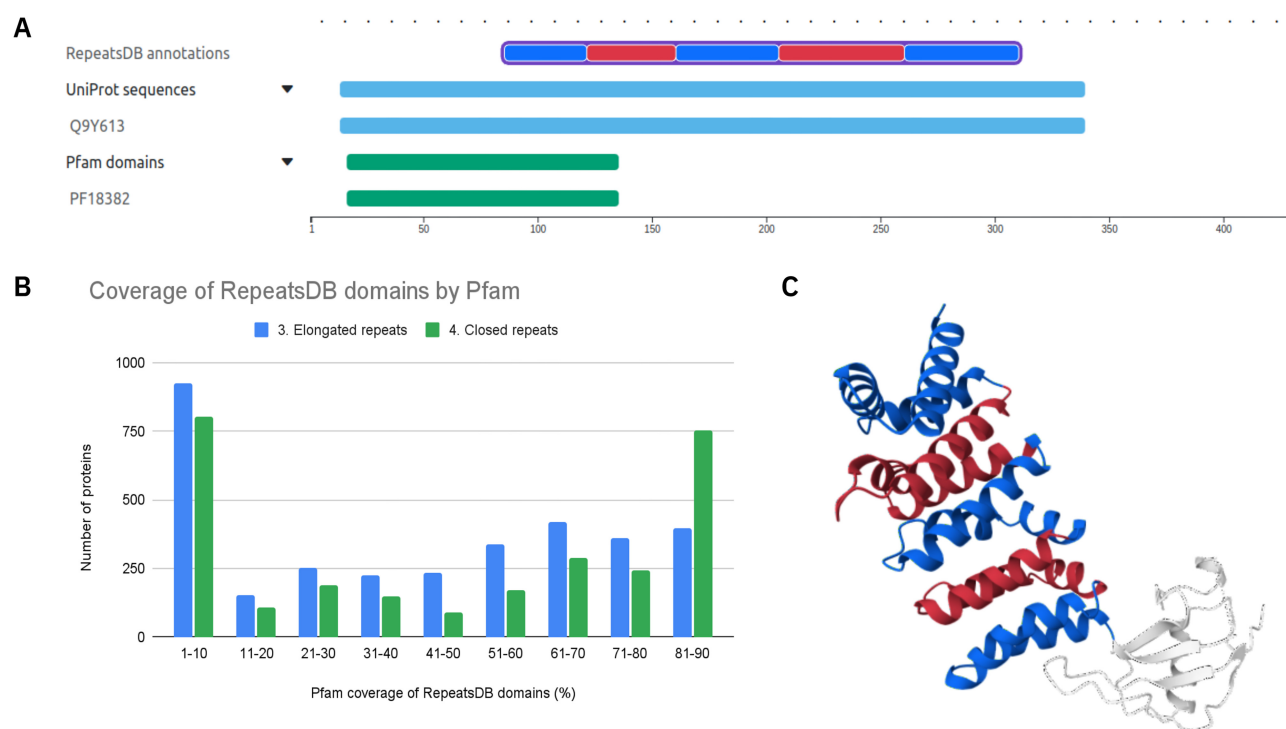 A
RepeatsDB annotations
UniProt sequences
Q9Y613
Pfam domains
PF18382
1 50 100 150 200 250 300 350 400
B
Coverage of RepeatsDB domains by Pfam
3. Elongated repeats 4. Closed repeats
Number of proteins
1000
750
500
250
0
1-10 11-20 21-30 31-40 41-50 51-60 61-70 71-80 81-90
Pfam coverage of RepeatsDB domains (%)
C